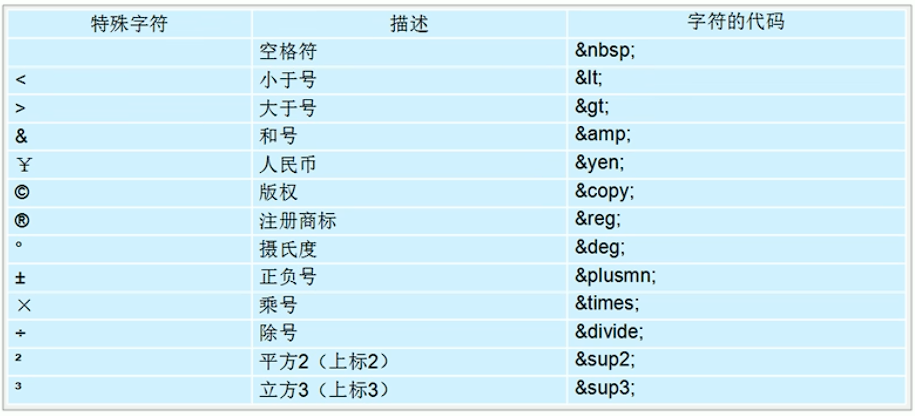 特殊字符 描述 字符的代码
空格符 &nbsp;
< 小于号 &lt;
> 大于号 &gt;
& 和号 &amp;
¥ 人民币 &yen;
© 版权 &copy;
® 注册商标 &reg;
° 摄氏度 &deg;
± 正负号 &plusmn;
× 乘号 &times;
÷ 除号 &divide;
² 平方2（上标2） &sup2;
³ 立方3（上标3） &sup3;